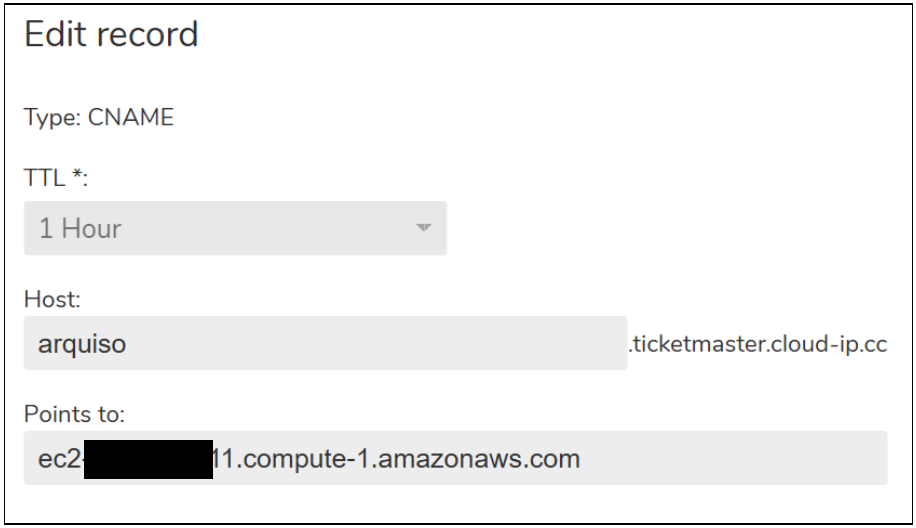 Edit record
Type: CNAME
TTL *:
1 Hour
Host:
arquiso .ticketmaster.cloud-ip.cc
Points to:
ec2- 11.compute-1.amazonaws.com